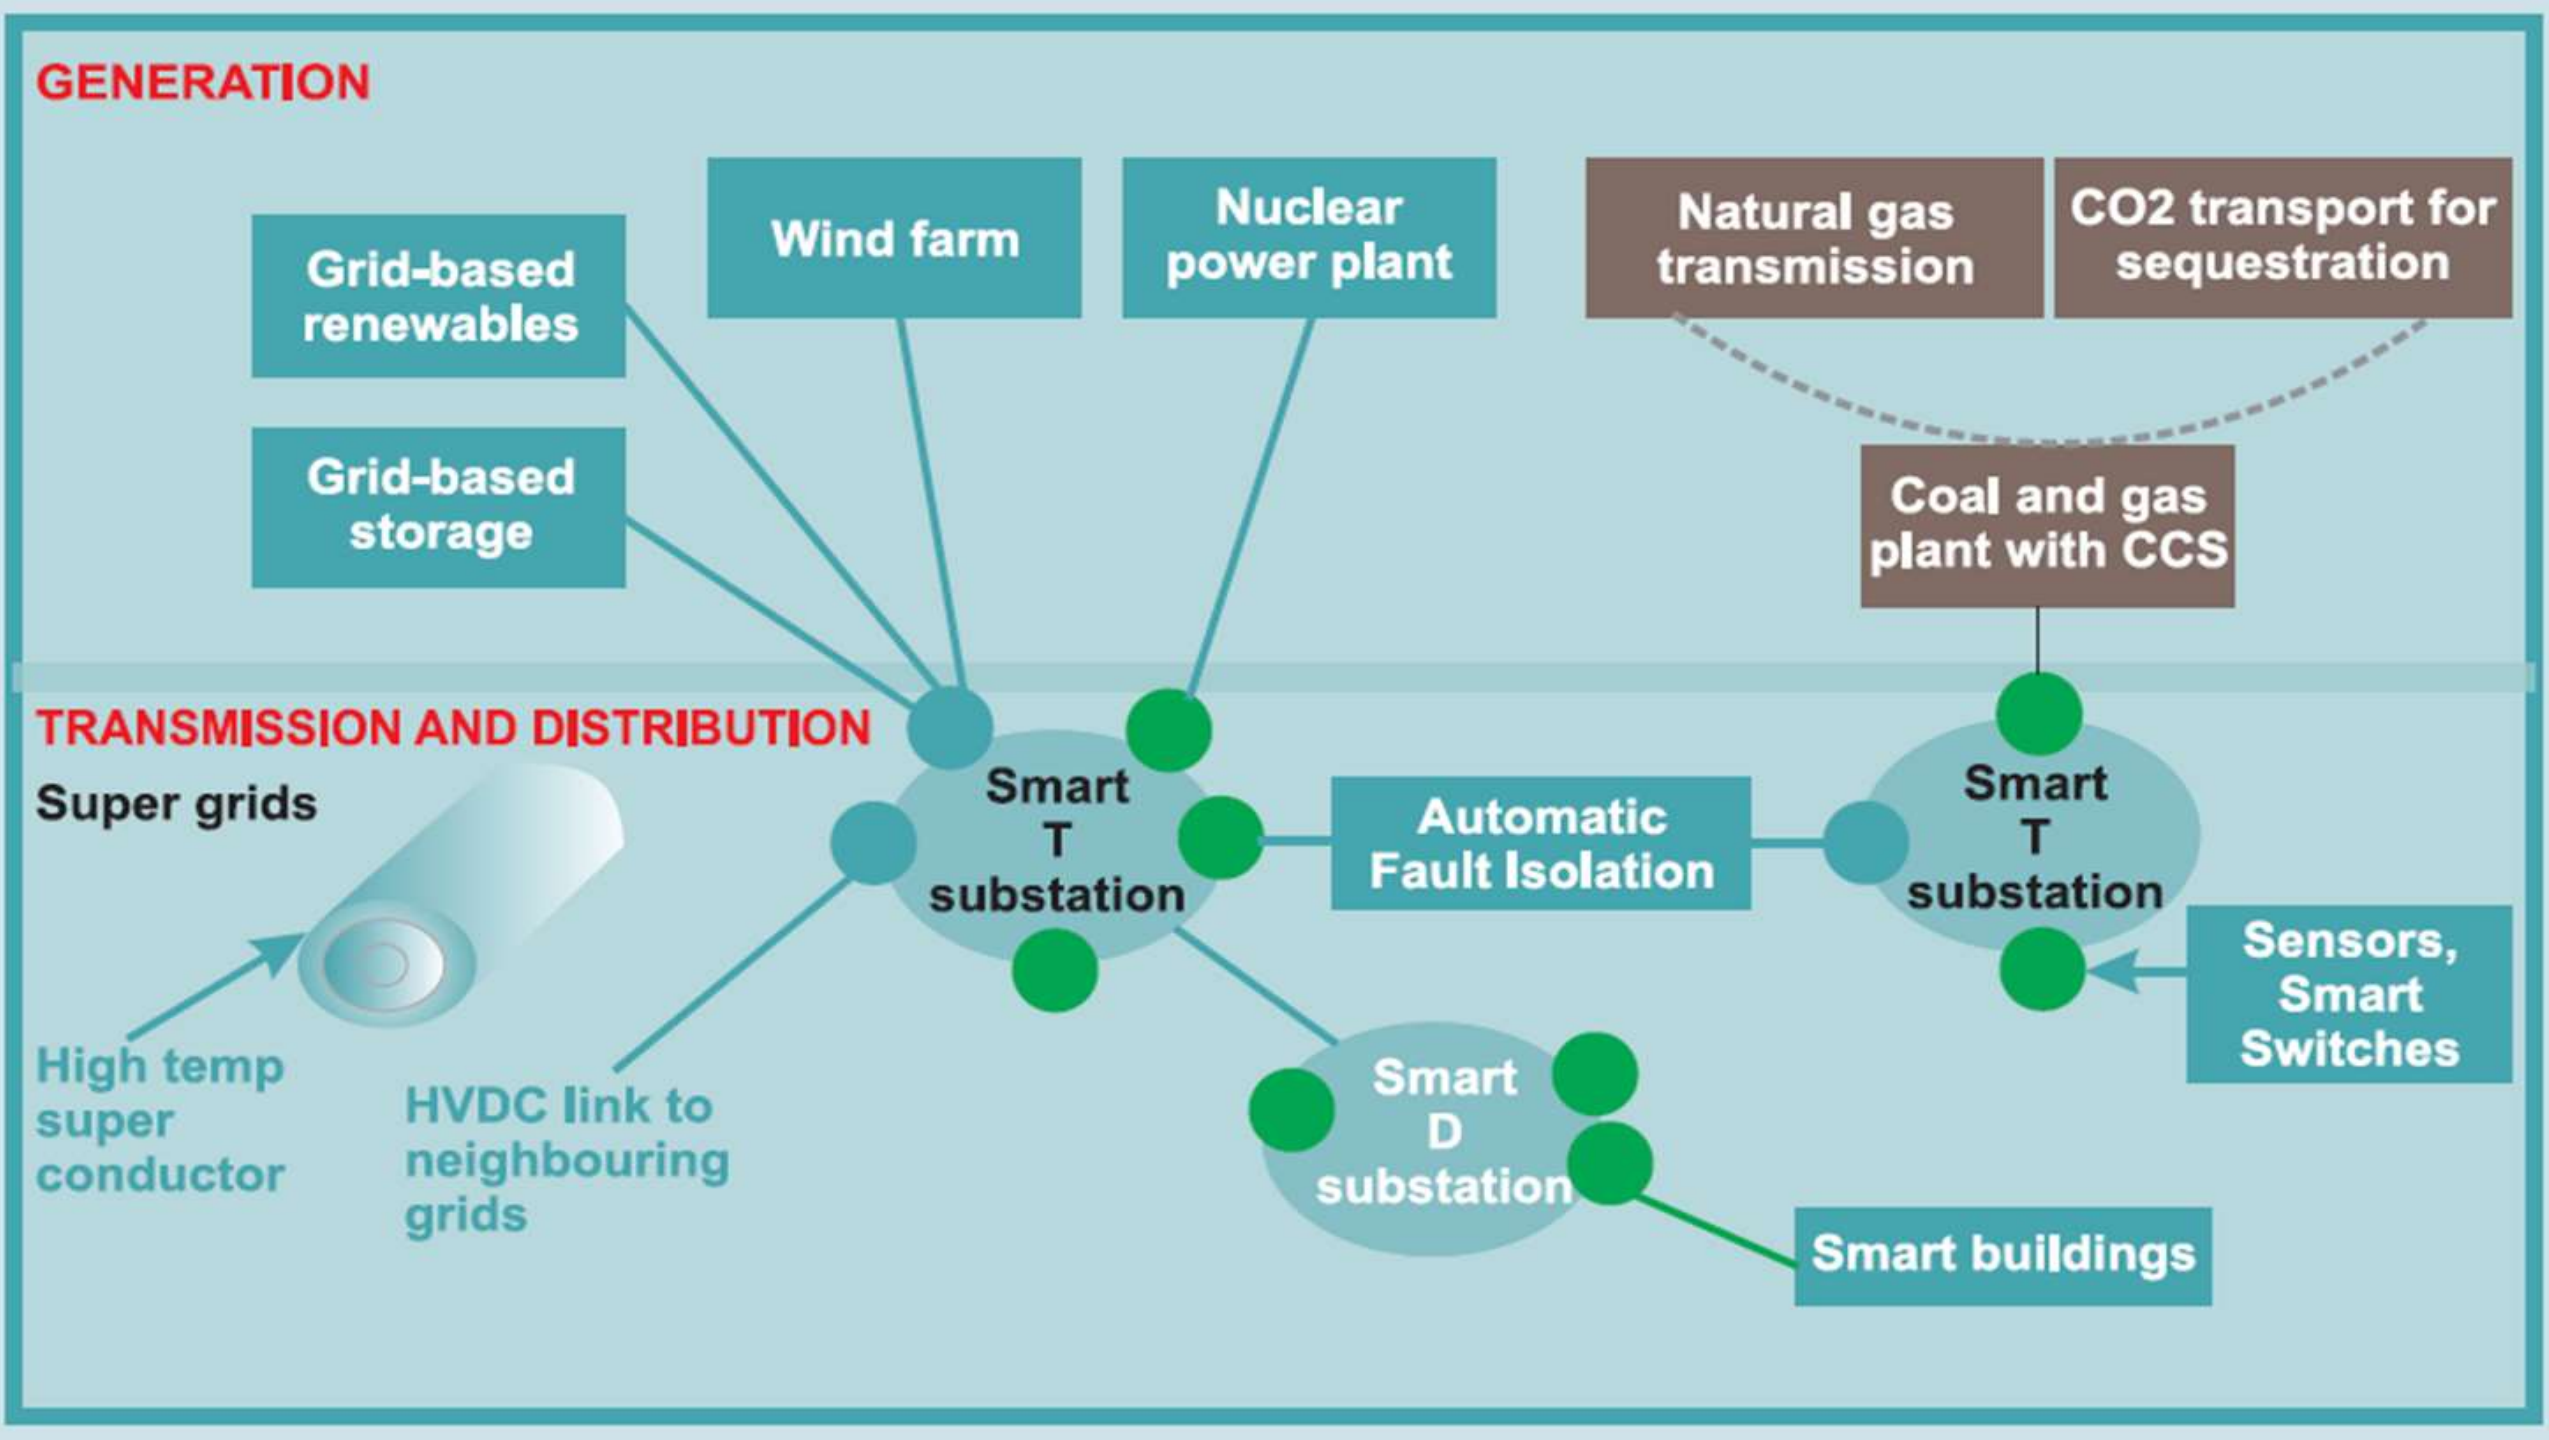 GENERATION
Grid-based
renewables
Wind farm
Nuclear
power plant
Natural gas
transmission
CO2 transport for
sequestration
Grid-based
storage
Coal and gas
plant with CCS
TRANSMISSION AND DISTRIBUTION
Super grids
Smart
T
substation
Automatic
Fault Isolation
Smart
T
substation
Sensors,
Smart
Switches
High temp
super
conductor
HVDC link to
neighbouring
grids
Smart
D
substation
Smart buildings